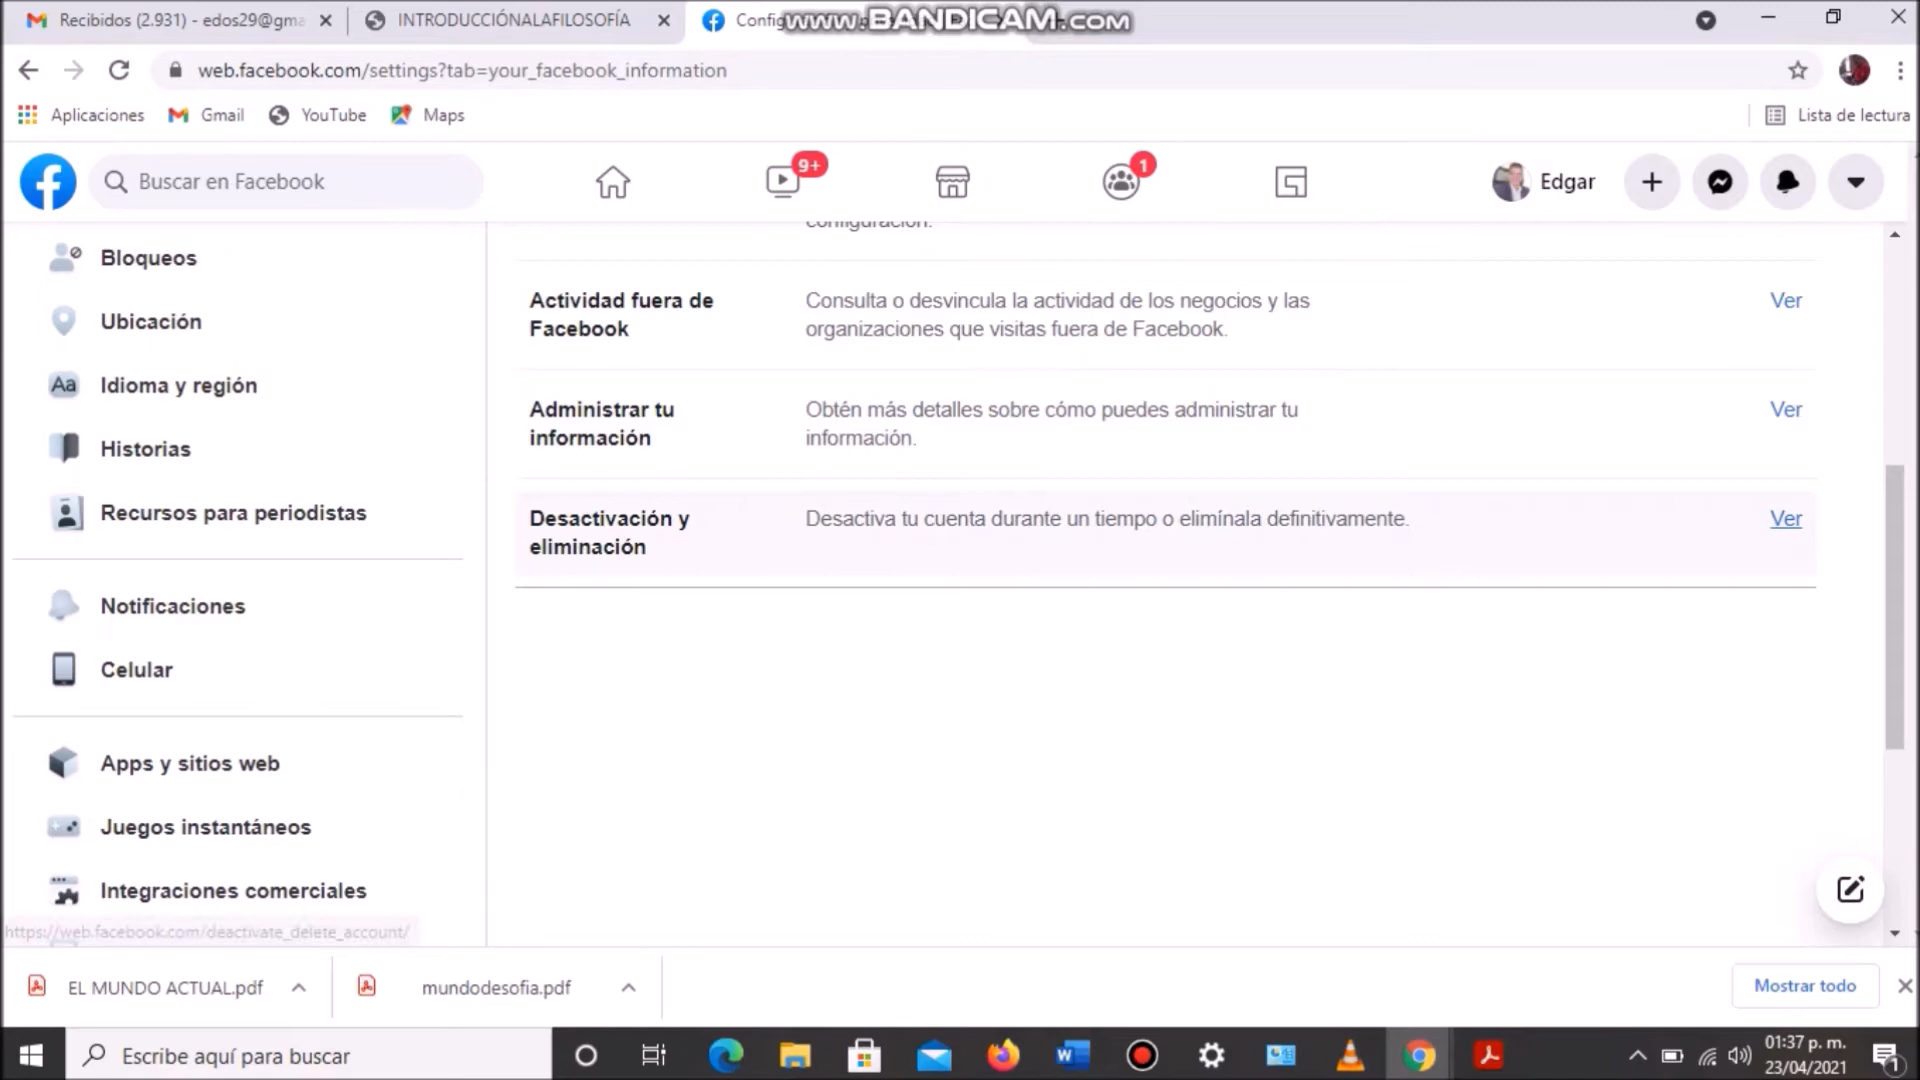 Recibidos (2.931) - edos29@gma
INTRODUCCIÓNALAFILOSOFÍA
Config
www.BANDICAM.com
web.facebook.com/settings?tab=your_facebook_information
Aplicaciones
Gmail
YouTube
Maps
Lista de lectura
Buscar en Facebook
9+
1
Edgar
configuración.
Bloqueos
Ubicación
Idioma y región
Historias
Recursos para periodistas
Notificaciones
Celular
Apps y sitios web
Juegos instantáneos
Integraciones comerciales
Actividad fuera de
Facebook
Consulta o desvincula la actividad de los negocios y las
organizaciones que visitas fuera de Facebook.
Ver
Administrar tu
información
Obtén más detalles sobre cómo puedes administrar tu
información.
Ver
Desactivación y
eliminación
Desactiva tu cuenta durante un tiempo o elimínala definitivamente.
Ver
https://web.facebook.com/deactivate_delete_account/
EL MUNDO ACTUAL.pdf
mundodesofia.pdf
Mostrar todo
Escribe aquí para buscar
01:37 p. m.
23/04/2021
1